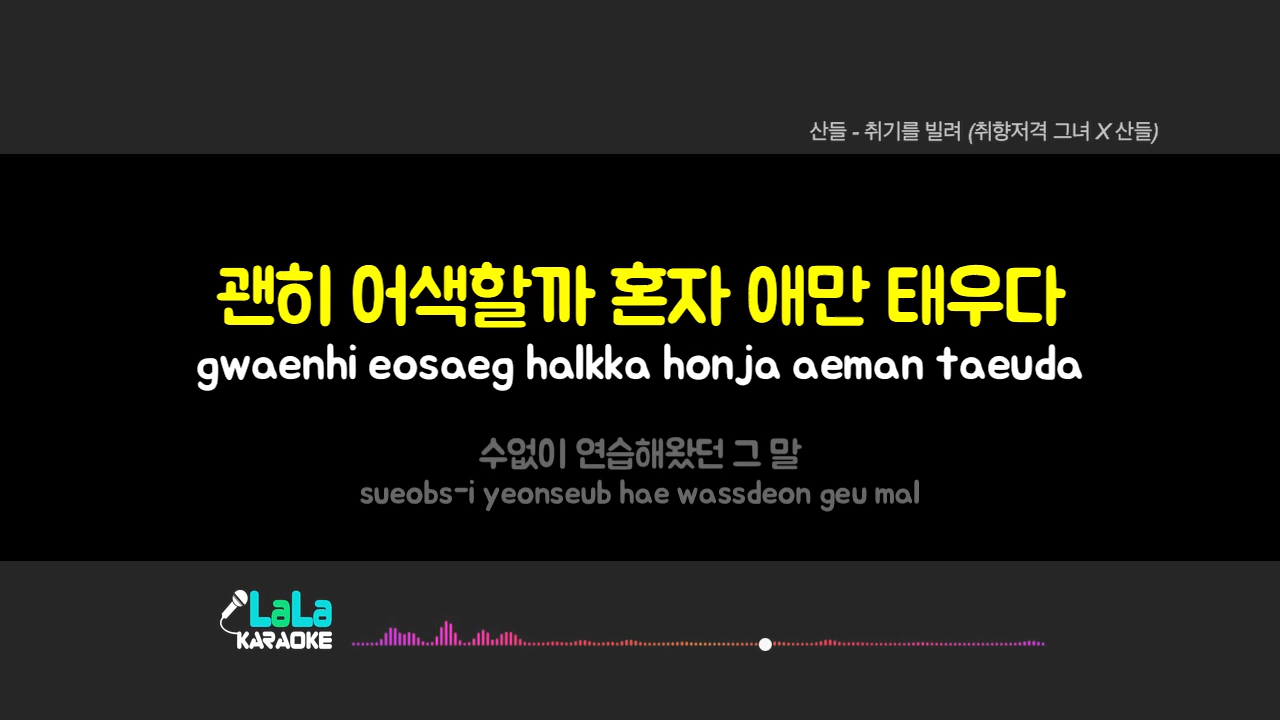 산들 - 취기를 빌려 (취향저격 그녀 X 산들)
괜히 어색할까 혼자 애만 태우다
gwaenhi eosaeg halkka honja aeman taeuda
수없이 연습해왔던 그 말
sueobs-i yeonseub hae wassdeon geu mal
LaLa
KARAOKE